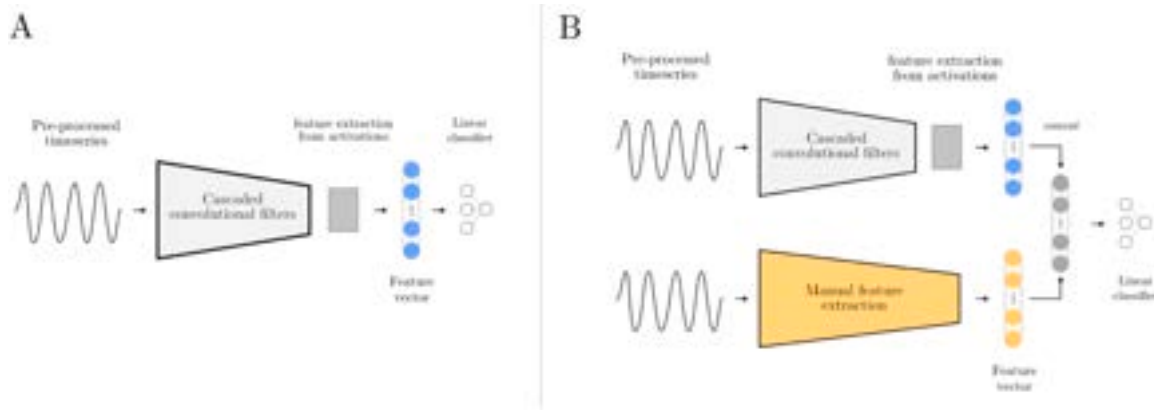 A
Pre-processed
timeseries
Cascaded
convolutional filters
feature extraction
from activations
Linear
classifier
Feature
vector
B
Pre-processed
timeseries
Cascaded
convolutional filters
feature extraction
from activations
concat
Manual feature
extraction
Feature
vector
Linear
classifier